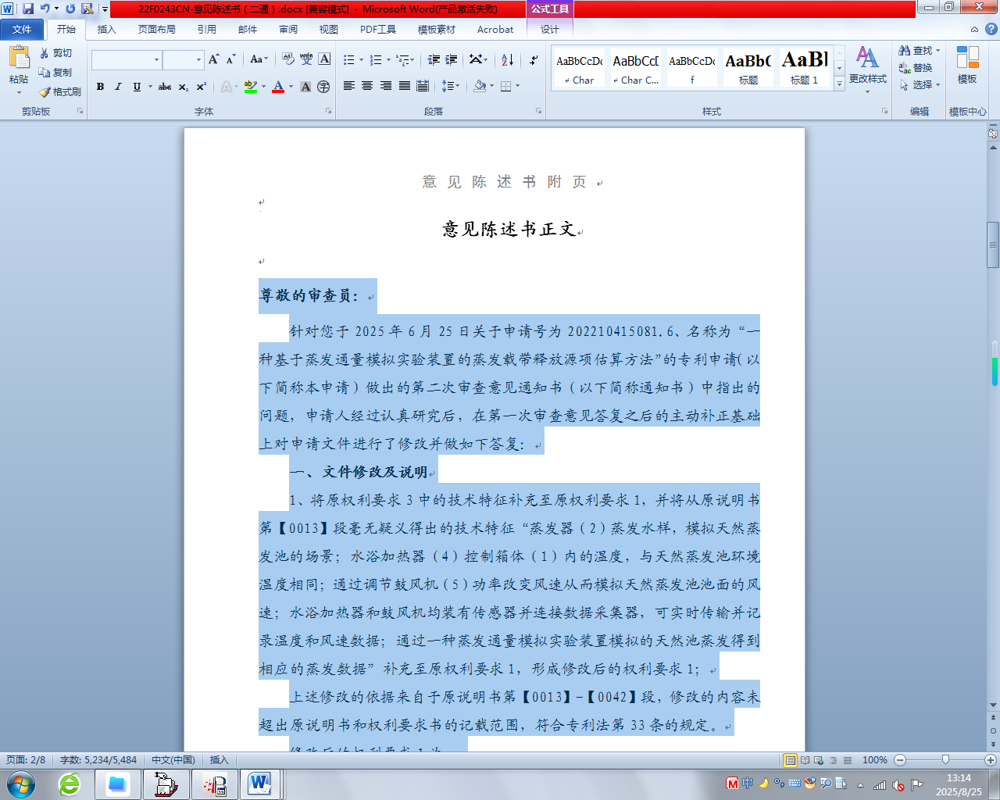 22F0243CN-意见陈述书（二通）.docx [兼容模式] - Microsoft Word(产品激活失败)
公式工具
文件 开始 插入 页面布局 引用 邮件 审阅 视图 PDF工具 模板素材 Acrobat 设计
粘贴 剪切 复制 格式刷
Aa
B I U abc x₂ x² A ab A A 字
AaBbCcDc AaBbCcD AaBbCcDc AaBbC AaBl
Char Char C... f 标题 标题 1
更改样式
查找 替换 选择
模板
剪贴板 字体 段落 样式 编辑 模板中心
意见陈述书附页
意见陈述书正文
尊敬的审查员：
针对您于 2025 年 6 月 25 日关于申请号为 202210415081.6、名称为“一
种基于蒸发通量模拟实验装置的蒸发载带释放源项估算方法”的专利申请（以
下简称本申请）做出的第二次审查意见通知书（以下简称通知书）中指出的
问题，申请人经过认真研究后，在第一次审查意见答复之后的主动补正基础
上对申请文件进行了修改并做如下答复：
一、文件修改及说明
1、将原权利要求 3 中的技术特征补充至原权利要求 1，并将从原说明书
第【0013】段毫无疑义得出的技术特征“蒸发器（2）蒸发水样，模拟天然蒸
发池的场景；水浴加热器（4）控制箱体（1）内的温度，与天然蒸发池环境
温度相同；通过调节鼓风机（5）功率改变风速从而模拟天然蒸发池池面的风
速；水浴加热器和鼓风机均装有传感器并连接数据采集器，可实时传输并记
录温度和风速数据；通过一种蒸发通量模拟实验装置模拟的天然池蒸发得到
相应的蒸发数据”补充至原权利要求 1，形成修改后的权利要求 1；
上述修改的依据来自于原说明书第【0013】-【0042】段，修改的内容未
超出原说明书和权利要求书的记载范围，符合专利法第 33 条的规定。
修改后的权利要求 1 为
页面: 2/8 字数: 5,234/5,484 中文(中国) 插入 100%
中
13:14
2025/8/25